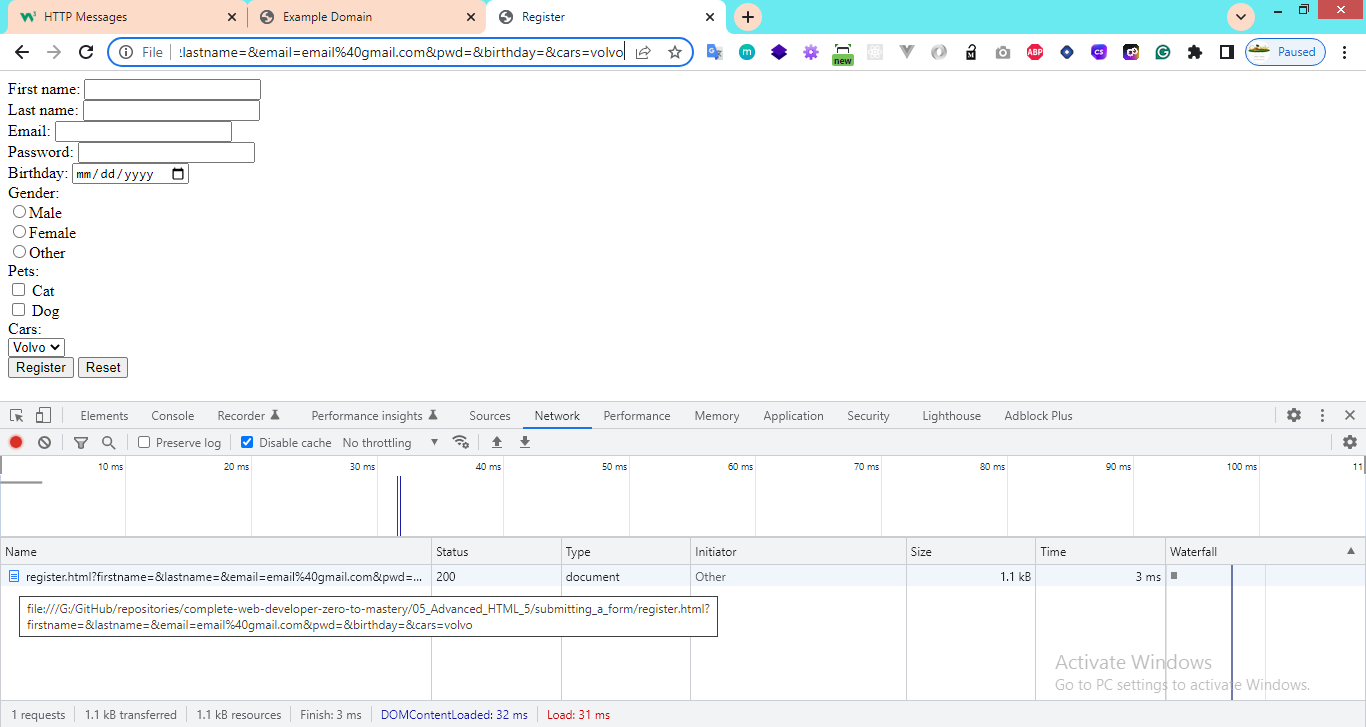 HTTP Messages
Example Domain
Register
File
:lastname=&email=email%40gmail.com&pwd=&birthday=&cars=volvo
m
new
ABP
CS
G
Paused
First name:
Last name:
Email:
Password:
Birthday: mm/dd/yyyy
Gender:
Male
Female
Other
Pets:
Cat
Dog
Cars:
Volvo
Register Reset
Elements Console Recorder Performance insights Sources Network Performance Memory Application Security Lighthouse Adblock Plus
Preserve log Disable cache No throttling
10 ms 20 ms 30 ms 40 ms 50 ms 60 ms 70 ms 80 ms 90 ms 100 ms 11
Name Status Type Initiator Size Time Waterfall
register.html?firstname=&lastname=&email=email%40gmail.com&pwd=... 200 document Other 1.1 kB 3 ms
file:///G:/GitHub/repositories/complete-web-developer-zero-to-mastery/05_Advanced_HTML_5/submitting_a_form/register.html?
firstname=&lastname=&email=email%40gmail.com&pwd=&birthday=&cars=volvo
Activate Windows
Go to PC settings to activate Windows.
1 requests 1.1 kB transferred 1.1 kB resources Finish: 3 ms DOMContentLoaded: 32 ms Load: 31 ms